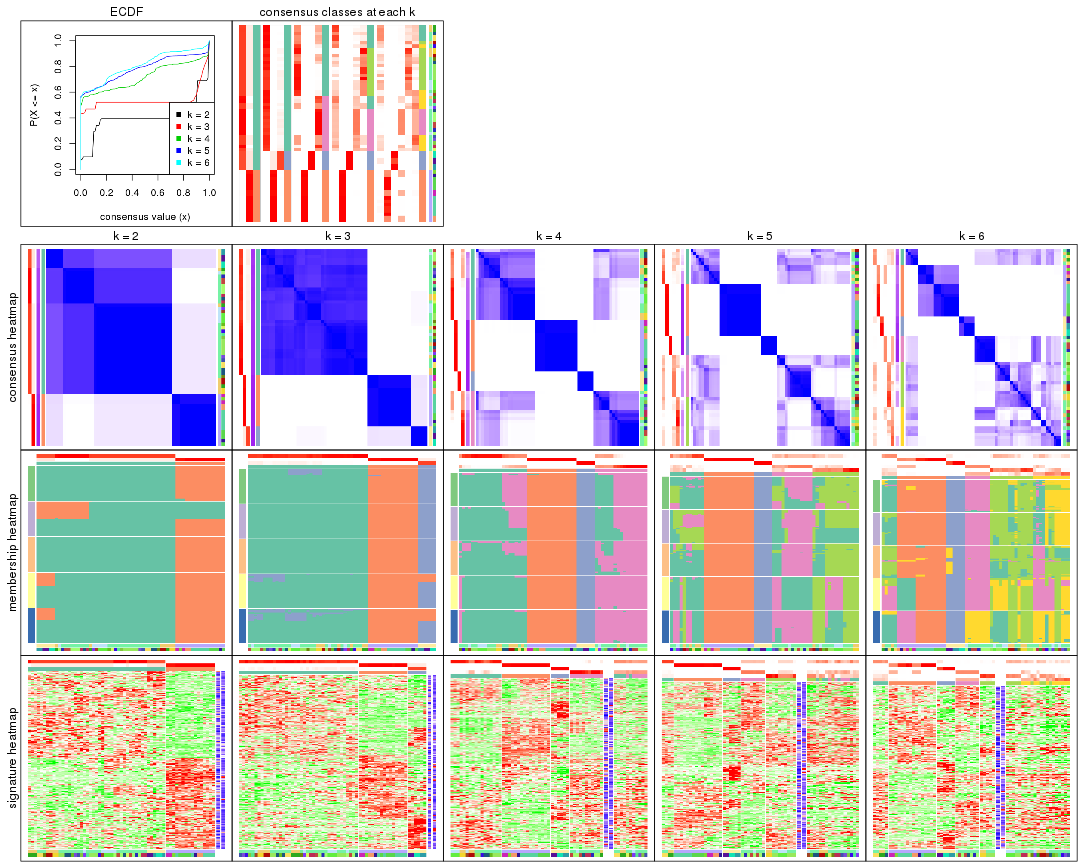 ECDF
consensus classes at each k
P(X <= x)
0.0 0.2 0.4 0.6 0.8 1.0
k = 2
k = 3
k = 4
k = 5
k = 6
0.0 0.2 0.4 0.6 0.8 1.0
consensus value (x)
k = 2
k = 3
k = 4
k = 5
k = 6
consensus heatmap
membership heatmap
signature heatmap